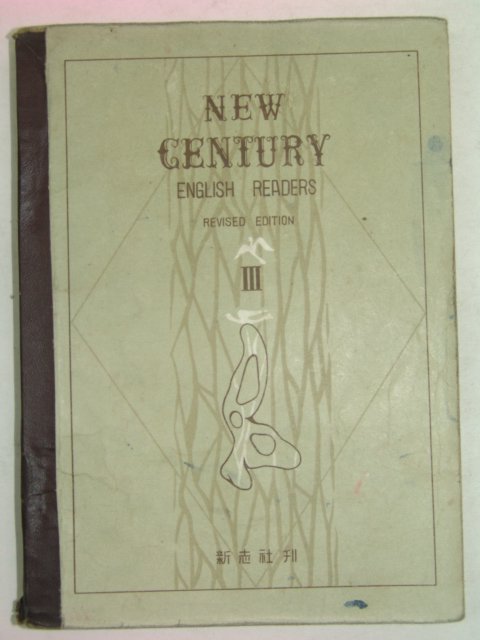 NEW
CENTURY
ENGLISH READERS
REVISED EDITION
III
新志社刊